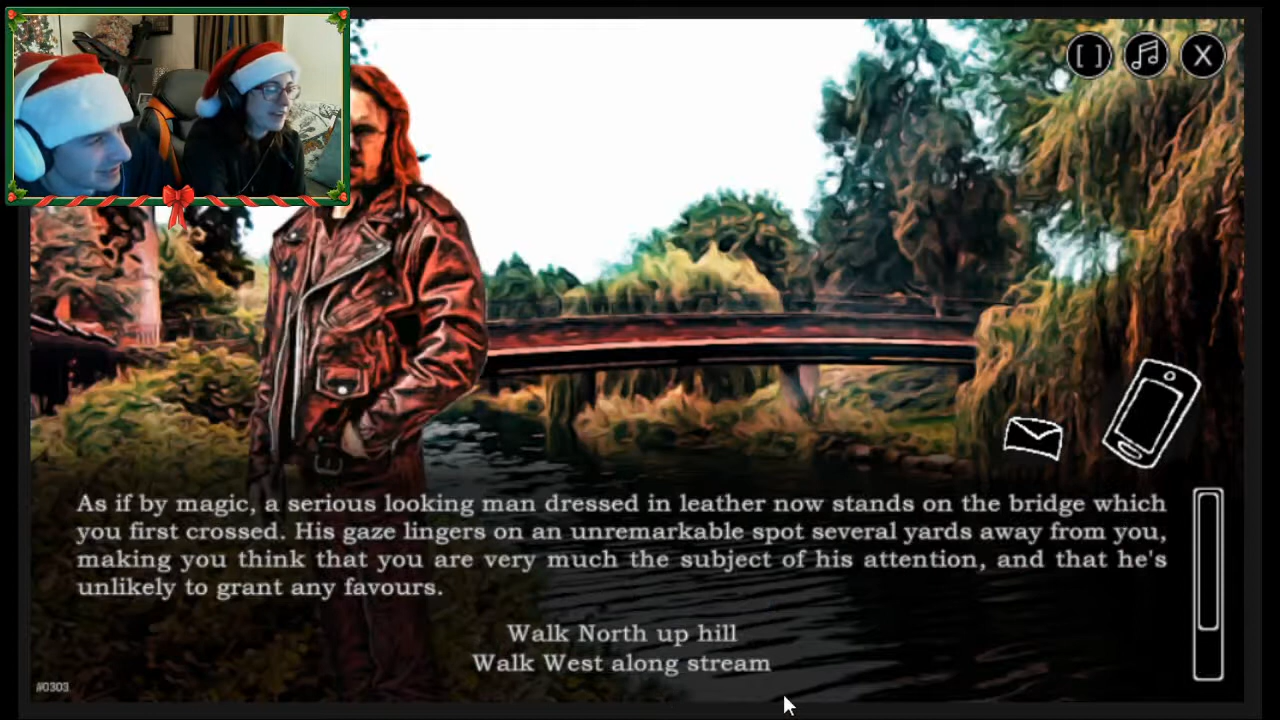 [ ]
X
As if by magic, a serious looking man dressed in leather now stands on the bridge which
you first crossed. His gaze lingers on an unremarkable spot several yards away from you,
making you think that you are very much the subject of his attention, and that he's
unlikely to grant any favours.
Walk North up hill
Walk West along stream
//0303